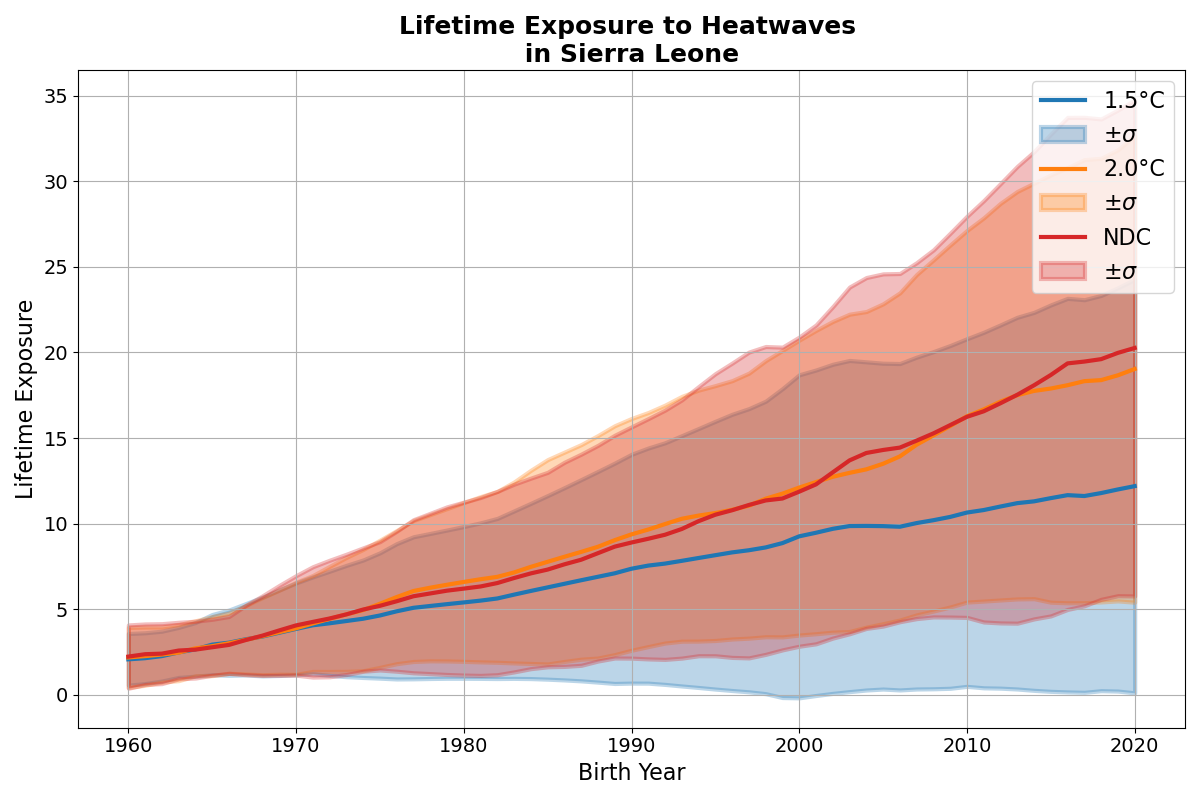 Lifetime Exposure to Heatwaves
in Sierra Leone
Lifetime Exposure
35
30
25
20
15
10
5
0
1.5°C
±σ
2.0°C
±σ
NDC
±σ
1960
1970
1980
1990
2000
2010
2020
Birth Year